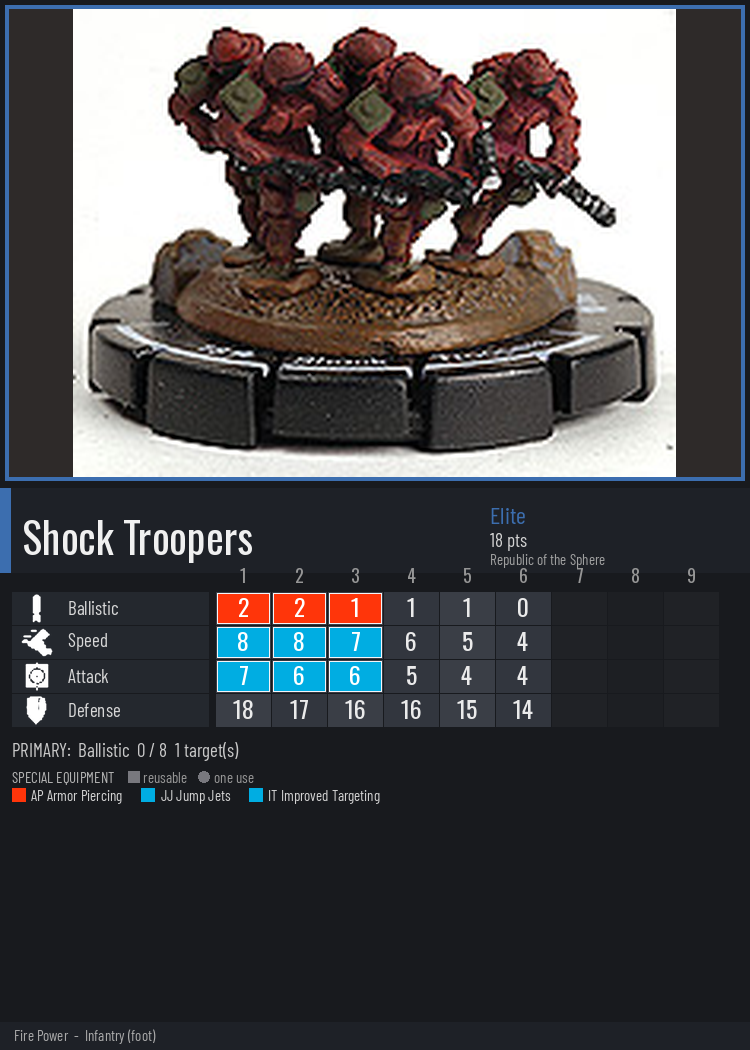 Shock Troopers
Elite
18 pts
Republic of the Sphere
1 2 3 4 5 6 7 8 9
Ballistic 2 2 1 1 1 0
Speed 8 8 7 6 5 4
Attack 7 6 6 5 4 4
Defense 18 17 16 16 15 14
PRIMARY: Ballistic 0 / 8 1 target(s)
SPECIAL EQUIPMENT reusable one use
AP Armor Piercing JJ Jump Jets IT Improved Targeting
Fire Power - Infantry (foot)